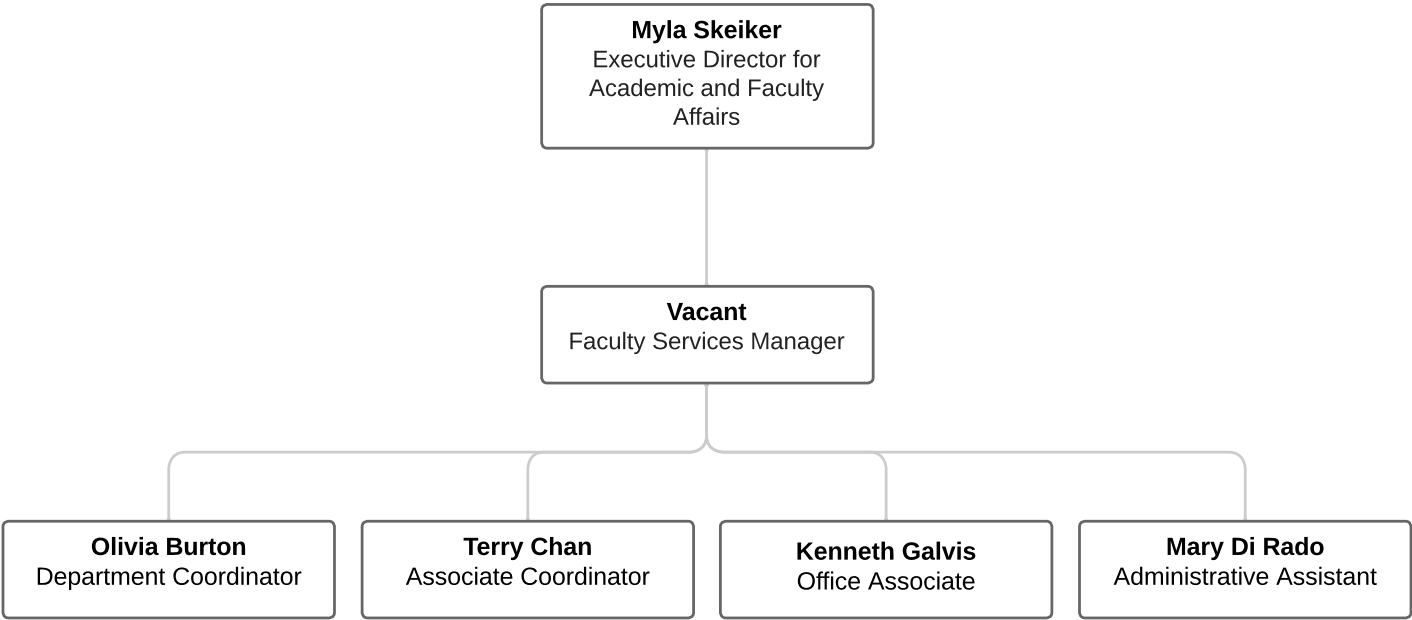 Myla Skeiker
Executive Director for
Academic and Faculty
Affairs
Vacant
Faculty Services Manager
Olivia Burton
Department Coordinator
Terry Chan
Associate Coordinator
Kenneth Galvis
Office Associate
Mary Di Rado
Administrative Assistant